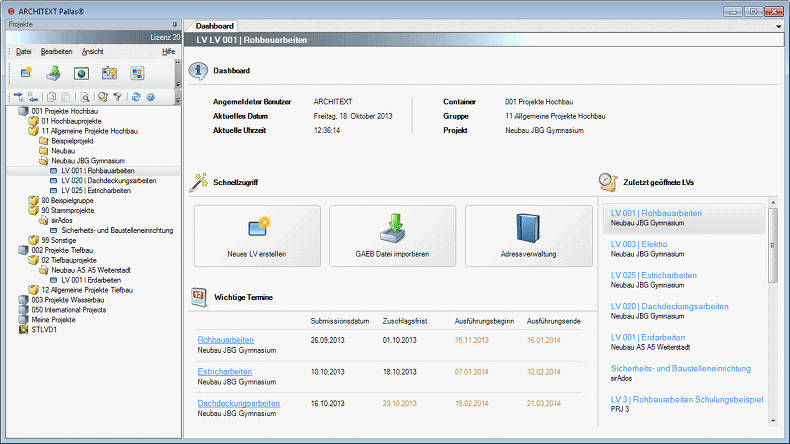 ARCHITEXT Pallas®
Projekte
Lizenz 20
Datei Bearbeiten Ansicht Hilfe
001 Projekte Hochbau
01 Hochbauprojekte
11 Allgemeine Projekte Hochbau
Beispielprojekt
Neubau
Neubau JBG Gymnasium
LV 001 | Rohbauarbeiten
LV 020 | Dachdeckungsarbeiten
LV 025 | Estricharbeiten
80 Beispielgruppe
90 Stammprojekte
sirAdos
Sicherheits- und Baustelleneinrichtung
99 Sonstige
002 Projekte Tiefbau
02 Tiefbauprojekte
Neubau AS A5 Weiterstadt
LV 001 | Erdarbeiten
12 Allgemeine Projekte Tiefbau
003 Projekte Wasserbau
050 International Projects
Meine Projekte
STLVD1
Dashboard
LV LV 001 | Rohbauarbeiten
Dashboard
Angemeldeter Benutzer ARCHITEXT Container 001 Projekte Hochbau
Aktuelles Datum Freitag, 18. Oktober 2013 Gruppe 11 Allgemeine Projekte Hochbau
Aktuelle Uhrzeit 12:36:14 Projekt Neubau JBG Gymnasium
Schnellzugriff
Neues LV erstellen GAEB Datei importieren Adressverwaltung
Wichtige Termine
12
Submissionsdatum Zuschlagsfrist Ausführungsbeginn Ausführungsende
Rohbauarbeiten 26.09.2013 01.10.2013 15.11.2013 16.01.2014
Neubau JBG Gymnasium
Estricharbeiten 10.10.2013 18.10.2013 07.01.2014 12.02.2014
Neubau JBG Gymnasium
Dachdeckungsarbeiten 16.10.2013 23.10.2013 19.02.2014 21.03.2014
Neubau JBG Gymnasium
Zuletzt geöffnete LVs
LV 001 | Rohbauarbeiten
Neubau JBG Gymnasium
LV 003 | Elektro
Neubau JBG Gymnasium
LV 025 | Estricharbeiten
Neubau JBG Gymnasium
LV 020 | Dachdeckungsarbeiten
Neubau JBG Gymnasium
LV 001 | Erdarbeiten
Neubau AS A5 Weiterstadt
Sicherheits- und Baustelleneinrichtung
sirAdos
LV 3 | Rohbauarbeiten Schulungsbeispiel
PRJ 3